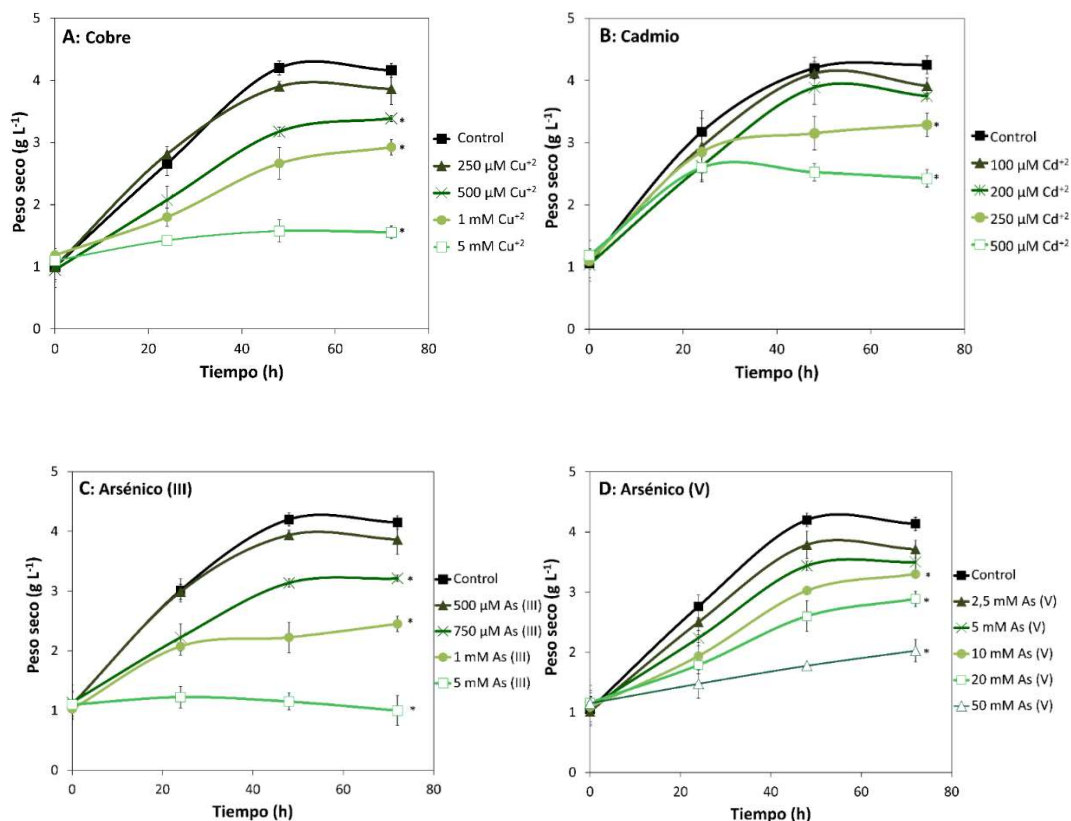 A: Cobre
Peso seco (g L-1)
5
4
3
2
1
0
0
20
40
60
80
Tiempo (h)
Control
250 µM Cu+2
500 µM Cu+2
1 mM Cu+2
5 mM Cu+2
*
*
*
B: Cadmio
Peso seco (g L-1)
5
4
3
2
1
0
0
20
40
60
80
Tiempo (h)
Control
100 µM Cd+2
200 µM Cd+2
250 µM Cd+2
500 µM Cd+2
*
*
C: Arsénico (III)
Peso seco (g L-1)
5
4
3
2
1
0
0
20
40
60
80
Tiempo (h)
Control
500 µM As (III)
750 µM As (III)
1 mM As (III)
5 mM As (III)
*
*
*
D: Arsénico (V)
Peso seco (g L-1)
5
4
3
2
1
0
0
20
40
60
80
Tiempo (h)
Control
2,5 mM As (V)
5 mM As (V)
10 mM As (V)
20 mM As (V)
50 mM As (V)
*
*
*